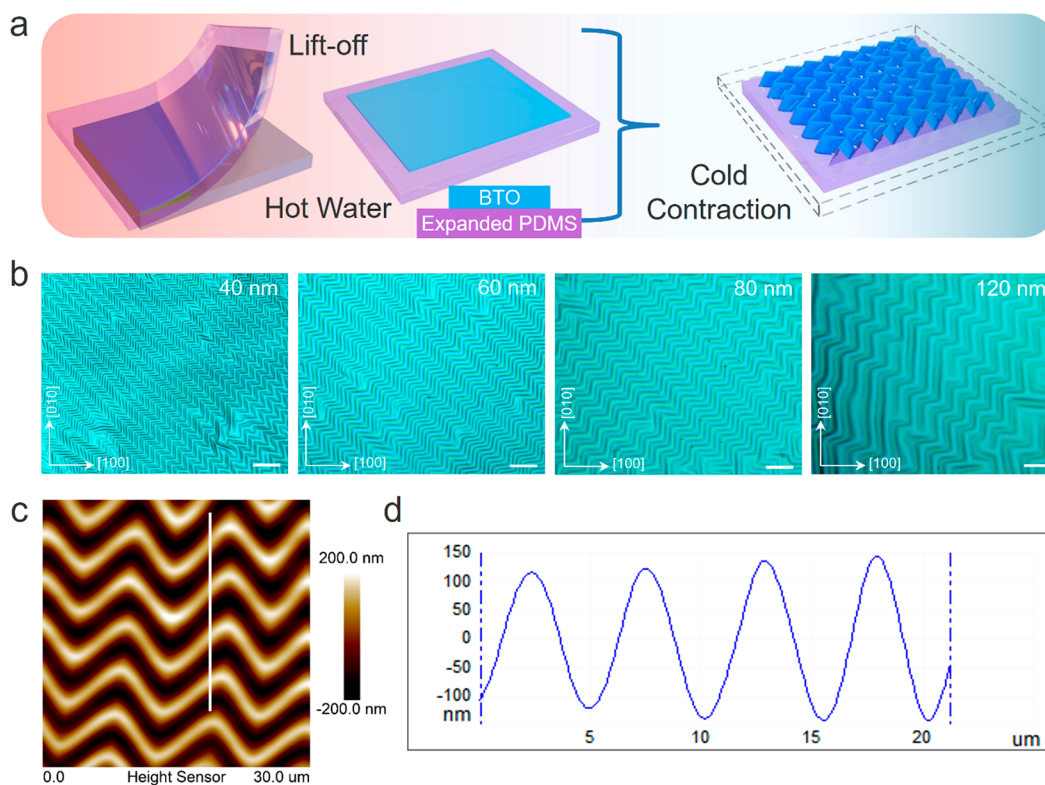 a
Lift-off
Hot Water
BTO
Expanded PDMS
Cold
Contraction
b
40 nm
60 nm
80 nm
120 nm
[010]
[100]
[010]
[100]
[010]
[100]
[010]
[100]
c
200.0 nm
-200.0 nm
0.0
Height Sensor
30.0 um
d
150
100
50
0
-50
-100
nm
5
10
15
20
um